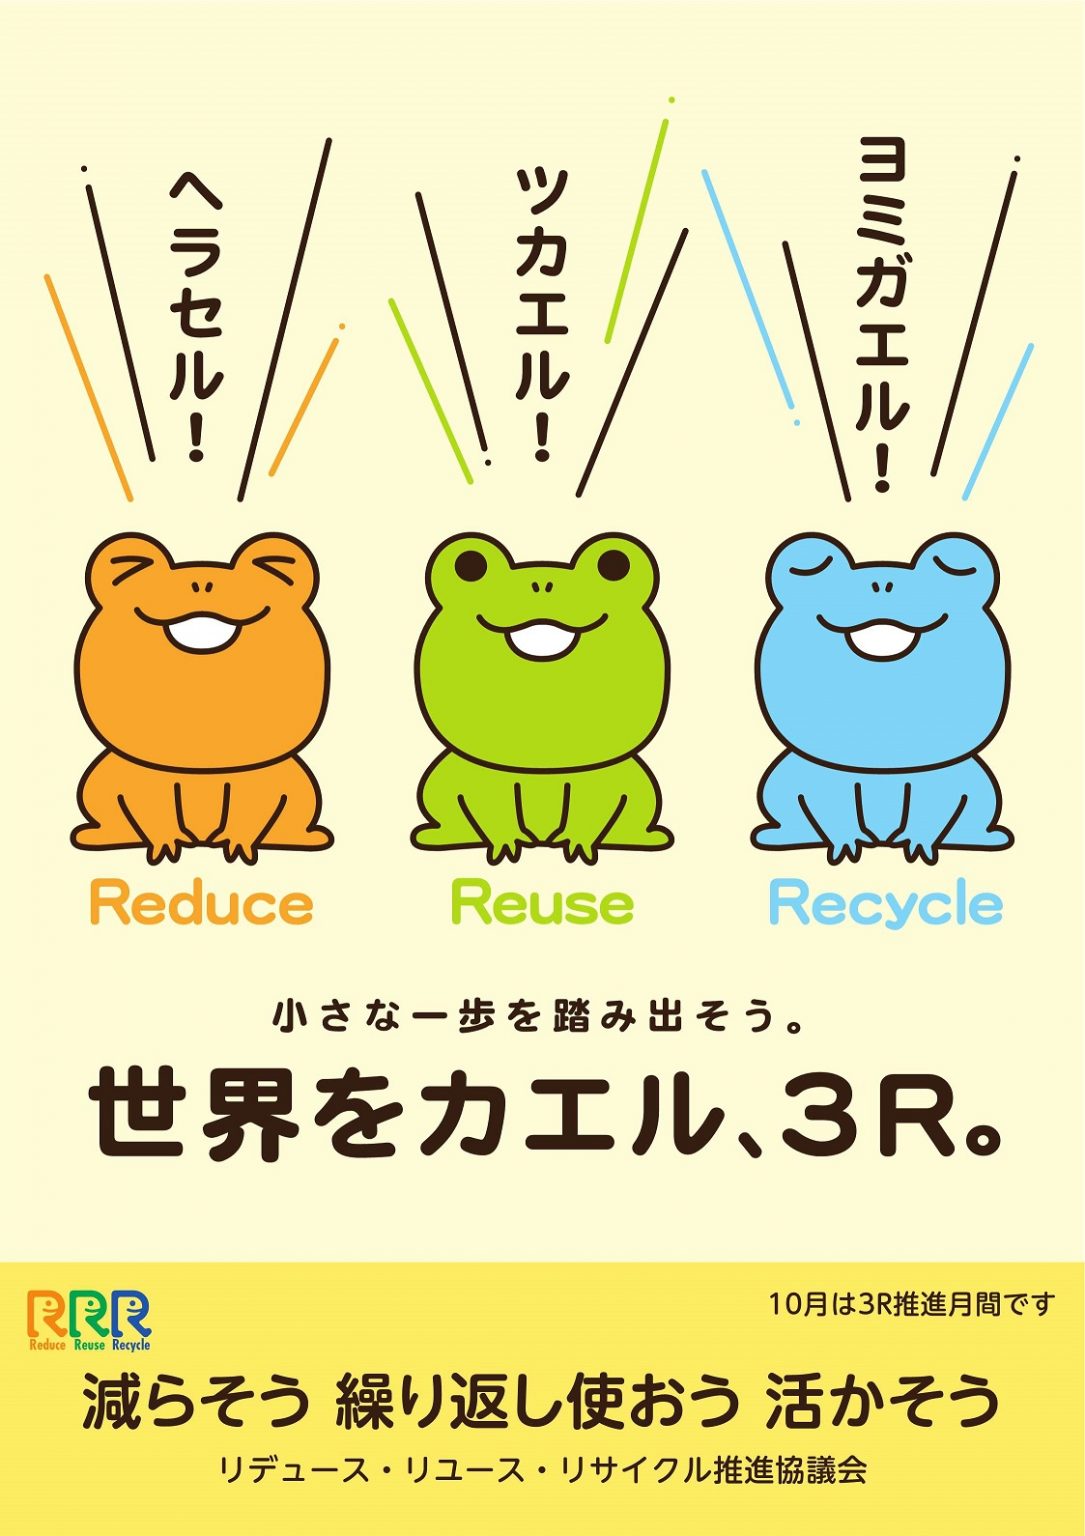 ヘラセル！
ツカエル！
ヨミガエル！
Reduce
Reuse
Recycle
小さな一歩を踏み出そう。
世界をカエル、3R。
RRR
Reduce Reuse Recycle
10月は3R推進月間です
減らそう 繰り返し使おう 活かそう
リデュース・リユース・リサイクル推進協議会